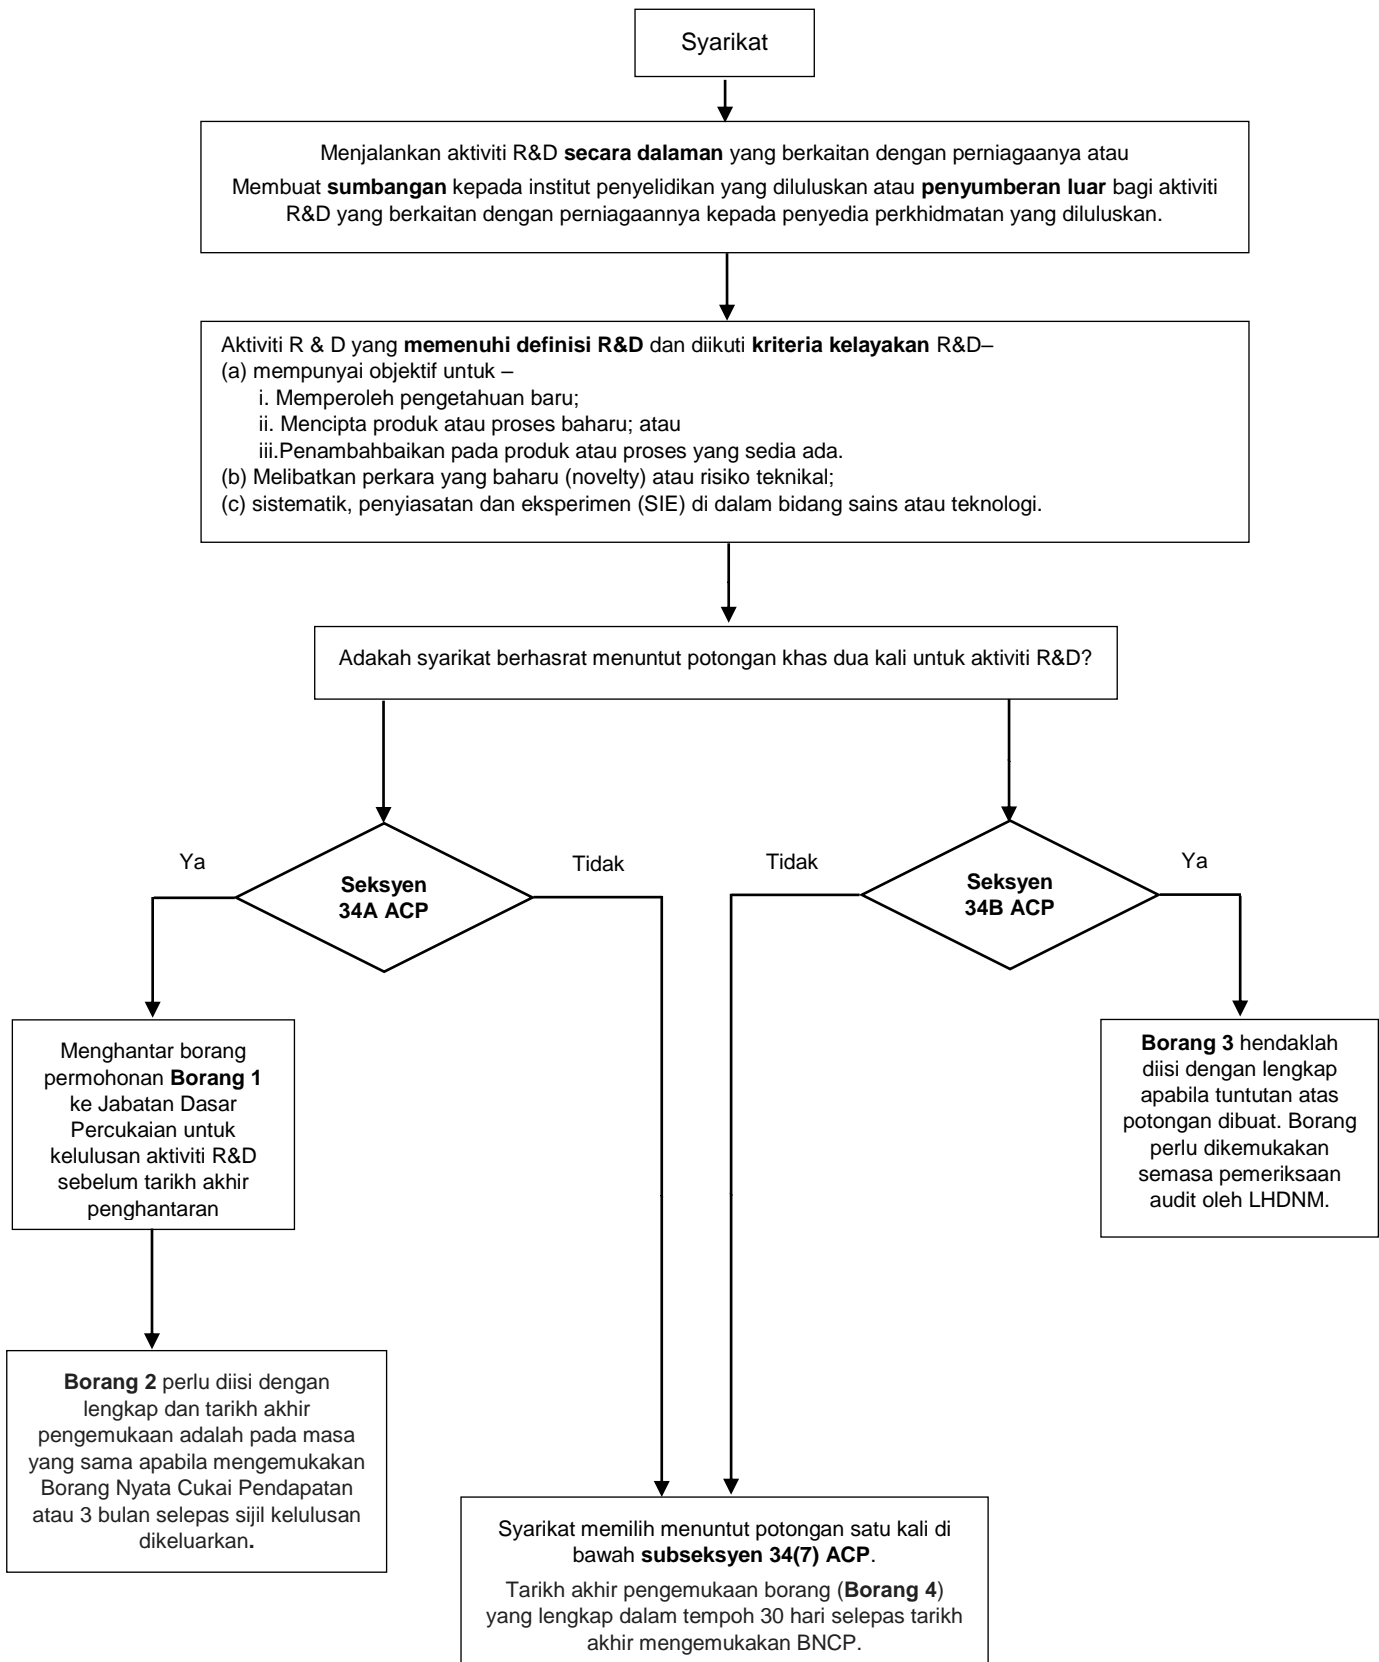 Syarikat
Menjalankan aktiviti R&D secara dalaman yang berkaitan dengan perniagaanya atau
Membuat sumbangan kepada institut penyelidikan yang diluluskan atau penyumberan luar bagi aktiviti
R&D yang berkaitan dengan perniagaannya kepada penyedia perkhidmatan yang diluluskan.
Aktiviti R & D yang memenuhi definisi R&D dan diikuti kriteria kelayakan R&D–
(a) mempunyai objektif untuk –
i. Memperoleh pengetahuan baru;
ii. Mencipta produk atau proses baharu; atau
iii.Penambahbaikan pada produk atau proses yang sedia ada.
(b) Melibatkan perkara yang baharu (novelty) atau risiko teknikal;
(c) sistematik, penyiasatan dan eksperimen (SIE) di dalam bidang sains atau teknologi.
Adakah syarikat berhasrat menuntut potongan khas dua kali untuk aktiviti R&D?
Ya
Seksyen
34A ACP
Tidak
Tidak
Seksyen
34B ACP
Ya
Menghantar borang
permohonan Borang 1
ke Jabatan Dasar
Percukaian untuk
kelulusan aktiviti R&D
sebelum tarikh akhir
penghantaran
Borang 3 hendaklah
diisi dengan lengkap
apabila tuntutan atas
potongan dibuat. Borang
perlu dikemukakan
semasa pemeriksaan
audit oleh LHDNM.
Borang 2 perlu diisi dengan
lengkap dan tarikh akhir
pengemukaan adalah pada masa
yang sama apabila mengemukakan
Borang Nyata Cukai Pendapatan
atau 3 bulan selepas sijil kelulusan
dikeluarkan.
Syarikat memilih menuntut potongan satu kali di
bawah subseksyen 34(7) ACP.
Tarikh akhir pengemukaan borang (Borang 4)
yang lengkap dalam tempoh 30 hari selepas tarikh
akhir mengemukakan BNCP.